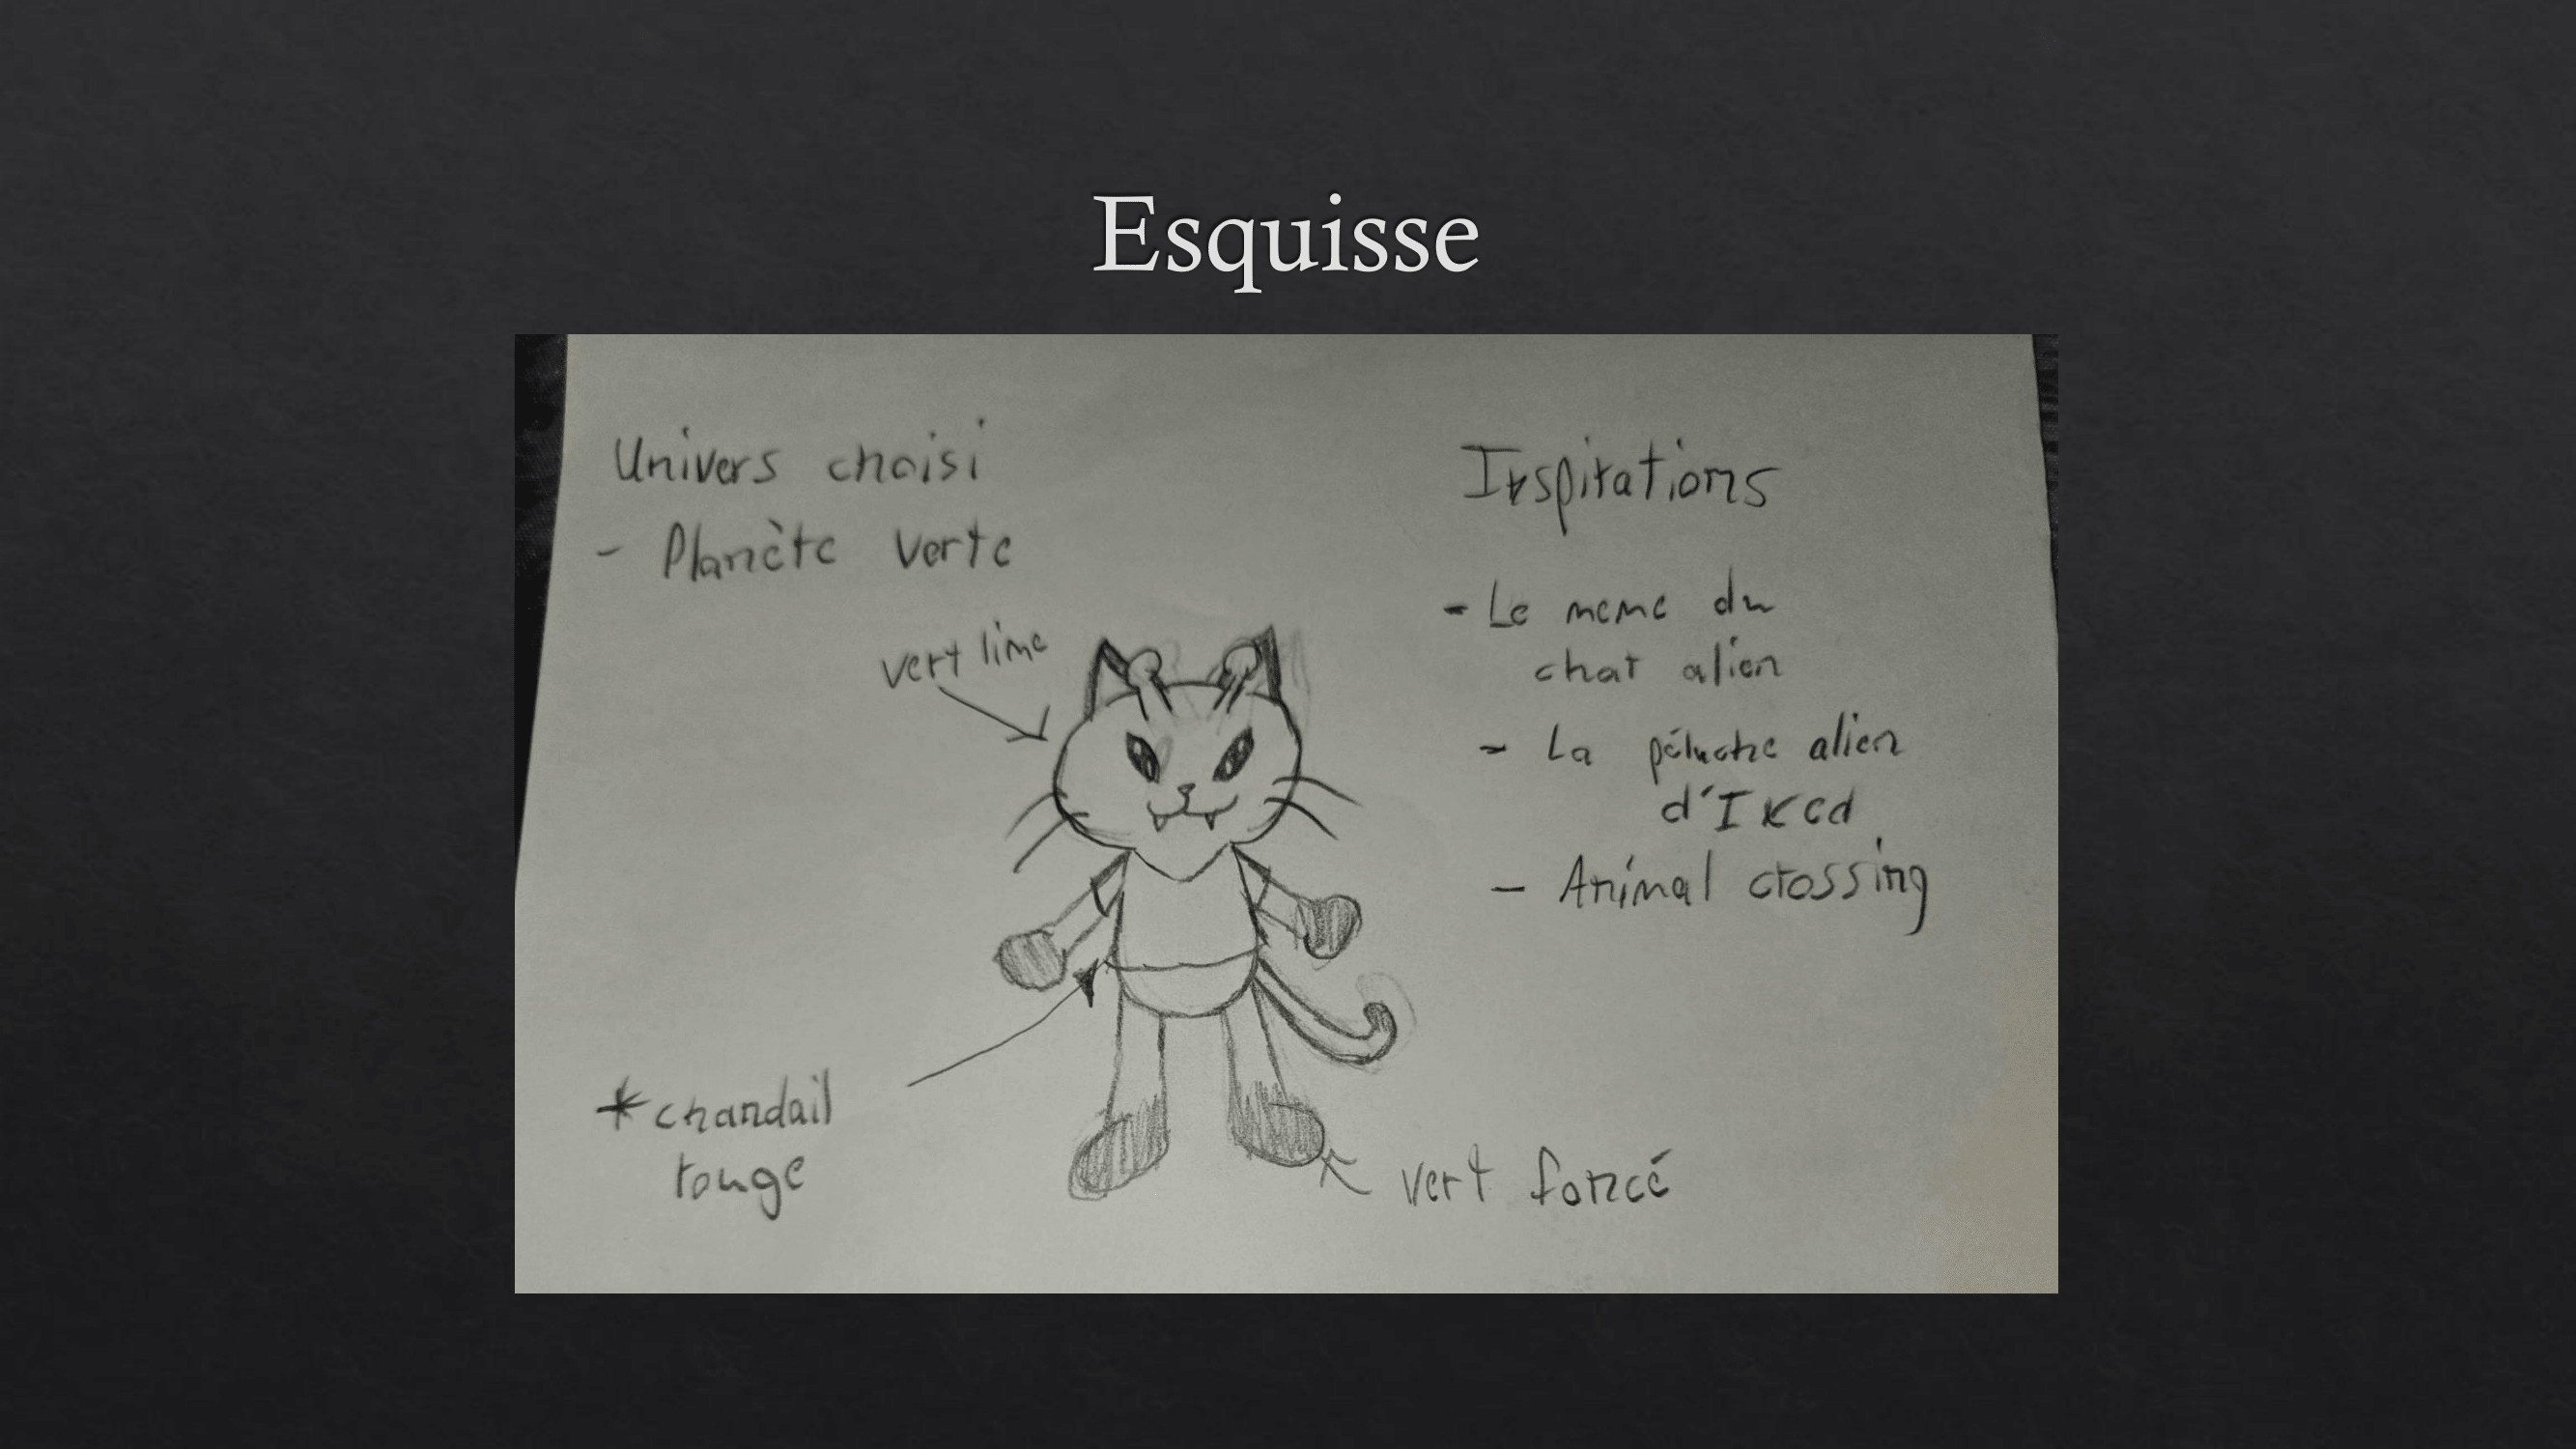 Esquisse
Univers choisi
- Planète verte
vert lime
* chandail
rouge
Inspirations
- Le meme du
chat alien
- La péluche alien
d'Ikea
- Animal crossing
vert foncé